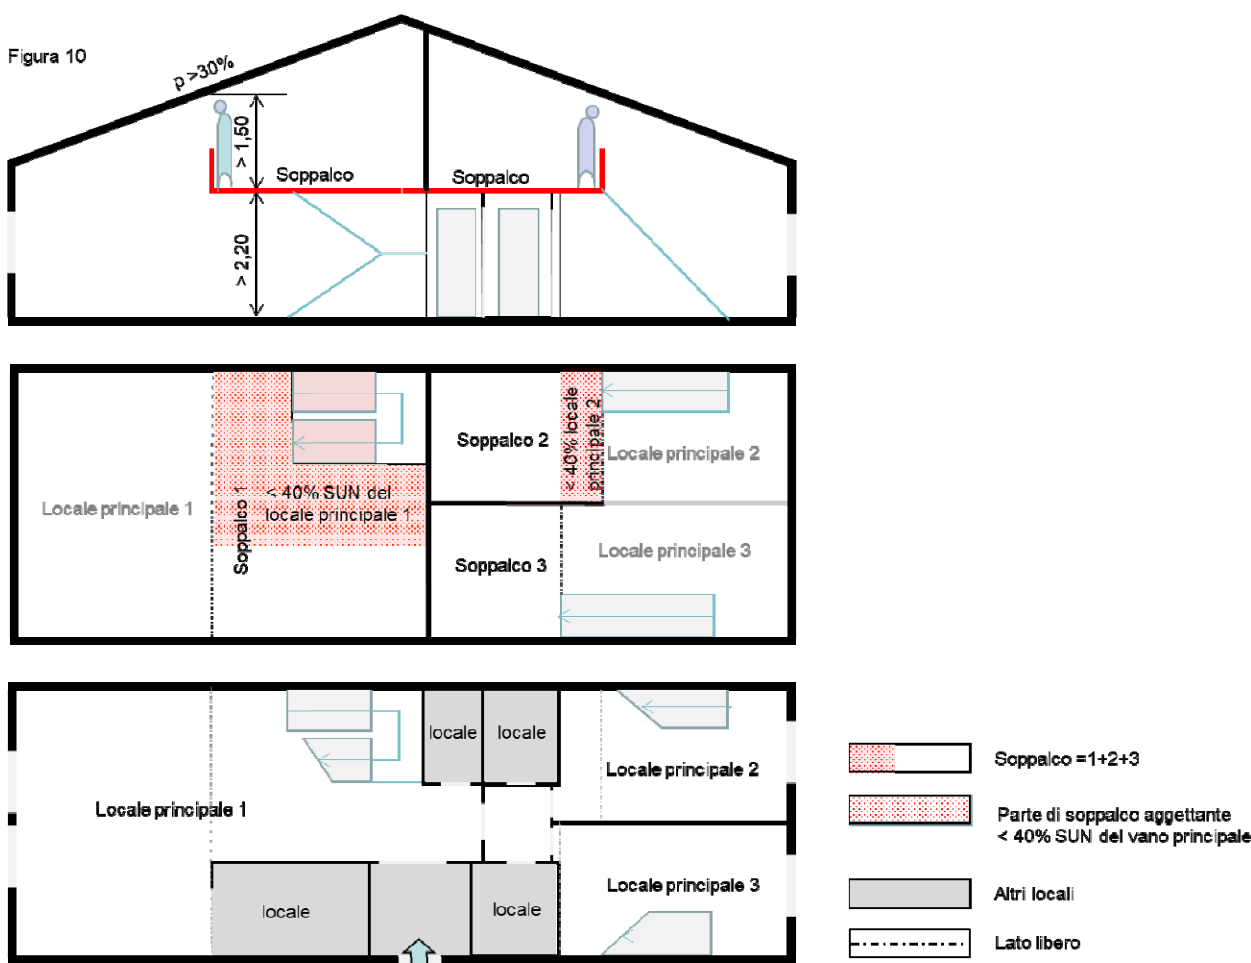 Figura 10
p >30%
> 1,50
Soppalco
Soppalco
> 2,20
Locale principale 1
Soppalco 1
< 40% SUN del
locale principale 1
Soppalco 2
< 40% locale
principale 2
Locale principale 2
Soppalco 3
Locale principale 3
locale
locale
Locale principale 1
Locale principale 2
Locale principale 3
locale
locale
Soppalco =1+2+3
Parte di soppalco aggettante
< 40% SUN del vano principale
Altri locali
Lato libero